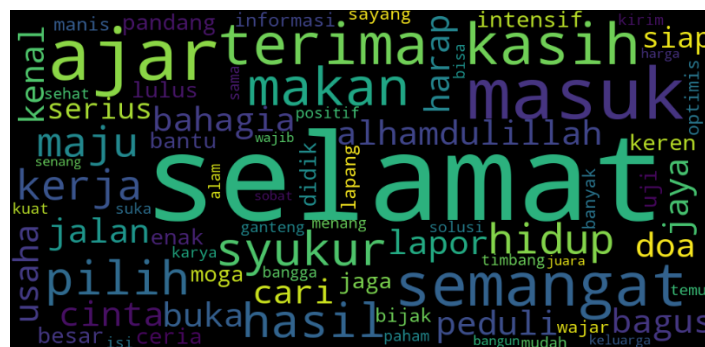 manis pandang informasi sayang intensif kirim
kenal ajar terima harap kasih siap
bisa harga
sehat lulus sama makan masuk optimis
serius bahagia positif
maju bantu wajib didik alhamdulillah keren
senang selamat
kerja alam lapang banyak uji jaya
kuat suka sobat
usaha jalan enak ganteng menang solusi hidup doa
karya syukur lapor
pilih moga bangga jaga timbang juara temu
cinta buka cari semangat
besar isi ceria hasil bijak peduli wajar bagus
paham bangun mudah keluarga